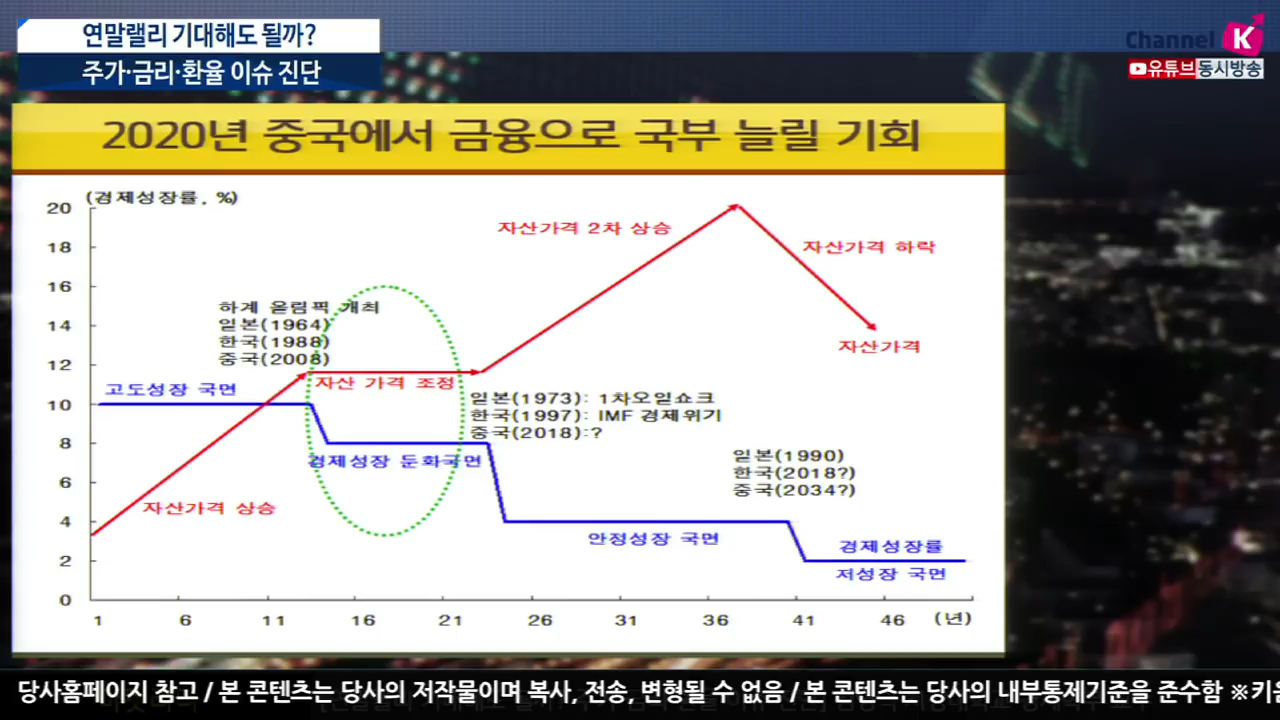 연말랠리 기대해도 될까?
주가·금리·환율 이슈 진단
Channel K
유튜브 동시방송
2020년 중국에서 금융으로 국부 늘릴 기회
(경제성장률, %)
20
18
16
14
12
10
8
6
4
2
0
자산가격 2차 상승
자산가격 하락
하계 올림픽 개최
일본(1964)
한국(1988)
중국(2008)
자산가격
고도성장 국면
자산 가격 조정
일본(1973): 1차오일쇼크
한국(1997): IMF 경제위기
중국(2018):?
경제성장 둔화국면
일본(1990)
한국(2018?)
중국(2034?)
자산가격 상승
안정성장 국면
경제성장률
저성장 국면
1 6 11 16 21 26 31 36 41 46 (년)
당사홈페이지 참고 / 본 콘텐츠는 당사의 저작물이며 복사, 전송, 변형될 수 없음 / 본 콘텐츠는 당사의 내부통제기준을 준수함 ※키움